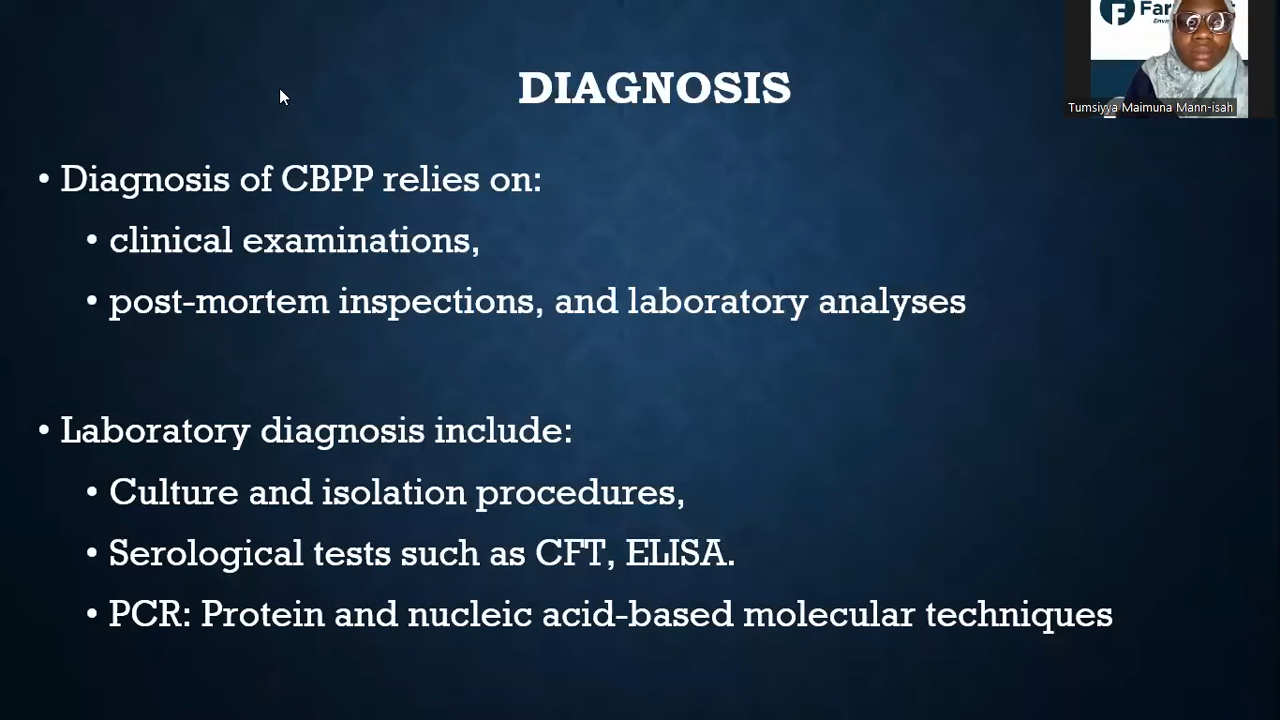 DIAGNOSIS
Tumsiyya Maimuna Mann-isah
• Diagnosis of CBPP relies on:
• clinical examinations,
• post-mortem inspections, and laboratory analyses
• Laboratory diagnosis include:
• Culture and isolation procedures,
• Serological tests such as CFT, ELISA.
• PCR: Protein and nucleic acid-based molecular techniques